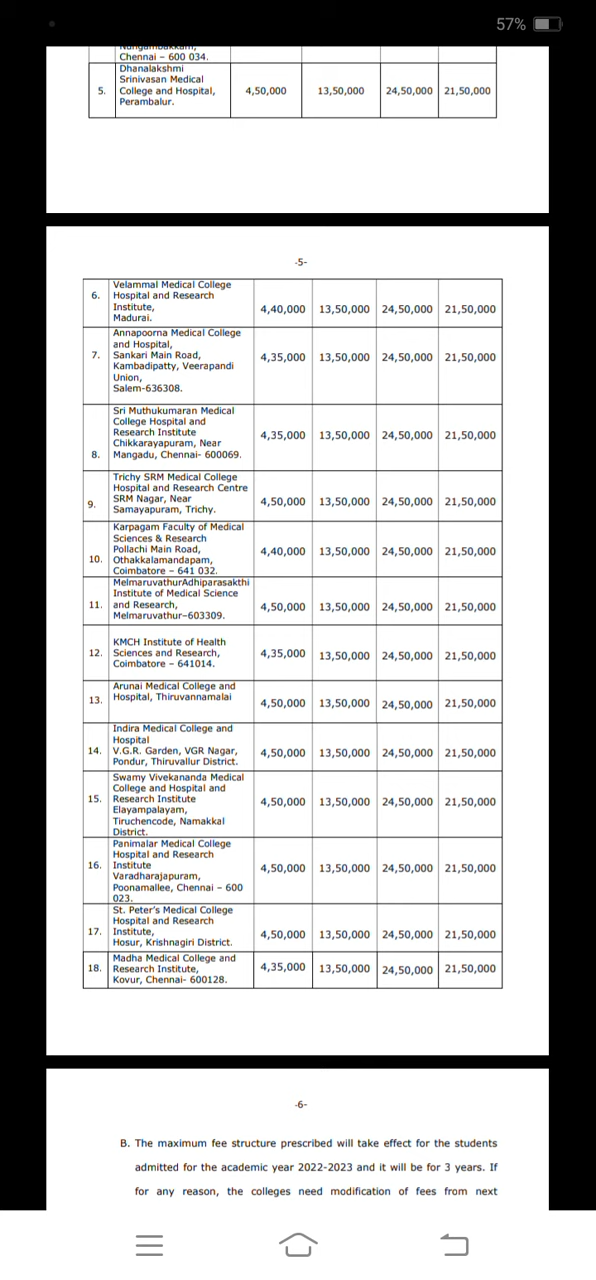 57%
Nungambakkam,
Chennai – 600 034.
5. Dhanalakshmi
Srinivasan Medical
College and Hospital,
Perambalur.
4,50,000 13,50,000 24,50,000 21,50,000
-5-
6. Velammal Medical College
Hospital and Research
Institute,
Madurai.
4,40,000 13,50,000 24,50,000 21,50,000
7. Annapoorna Medical College
and Hospital,
Sankari Main Road,
Kambadipatty, Veerapandi
Union,
Salem-636308.
4,35,000 13,50,000 24,50,000 21,50,000
8. Sri Muthukumaran Medical
College Hospital and
Research Institute
Chikkarayapuram, Near
Mangadu, Chennai- 600069.
4,35,000 13,50,000 24,50,000 21,50,000
9. Trichy SRM Medical College
Hospital and Research Centre
SRM Nagar, Near
Samayapuram, Trichy.
4,50,000 13,50,000 24,50,000 21,50,000
10. Karpagam Faculty of Medical
Sciences & Research
Pollachi Main Road,
Othakkalamandapam,
Coimbatore – 641 032.
4,40,000 13,50,000 24,50,000 21,50,000
11. MelmaruvathurAdhiparasakthi
Institute of Medical Science
and Research,
Melmaruvathur–603309.
4,50,000 13,50,000 24,50,000 21,50,000
12. KMCH Institute of Health
Sciences and Research,
Coimbatore – 641014.
4,35,000 13,50,000 24,50,000 21,50,000
13. Arunai Medical College and
Hospital, Thiruvannamalai
4,50,000 13,50,000 24,50,000 21,50,000
14. Indira Medical College and
Hospital
V.G.R. Garden, VGR Nagar,
Pondur, Thiruvallur District.
4,50,000 13,50,000 24,50,000 21,50,000
15. Swamy Vivekananda Medical
College and Hospital and
Research Institute
Elayampalayam,
Tiruchencode, Namakkal
District.
4,50,000 13,50,000 24,50,000 21,50,000
16. Panimalar Medical College
Hospital and Research
Institute
Varadharajapuram,
Poonamallee, Chennai – 600
023.
4,50,000 13,50,000 24,50,000 21,50,000
17. St. Peter's Medical College
Hospital and Research
Institute,
Hosur, Krishnagiri District.
4,50,000 13,50,000 24,50,000 21,50,000
18. Madha Medical College and
Research Institute,
Kovur, Chennai- 600128.
4,35,000 13,50,000 24,50,000 21,50,000
-6-
B. The maximum fee structure prescribed will take effect for the students
admitted for the academic year 2022-2023 and it will be for 3 years. If
for any reason, the colleges need modification of fees from next